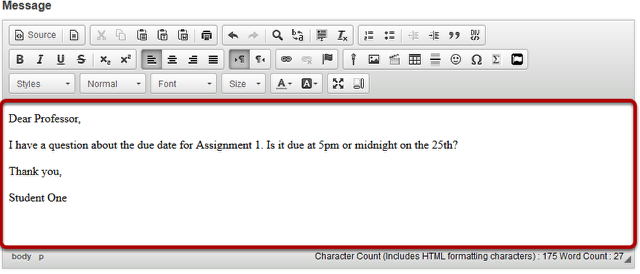 Message
Source
B I U S x₂ x²
Styles Normal Font Size A A
Dear Professor,
I have a question about the due date for Assignment 1. Is it due at 5pm or midnight on the 25th?
Thank you,
Student One
body p Character Count (Includes HTML formatting characters) : 175 Word Count : 27